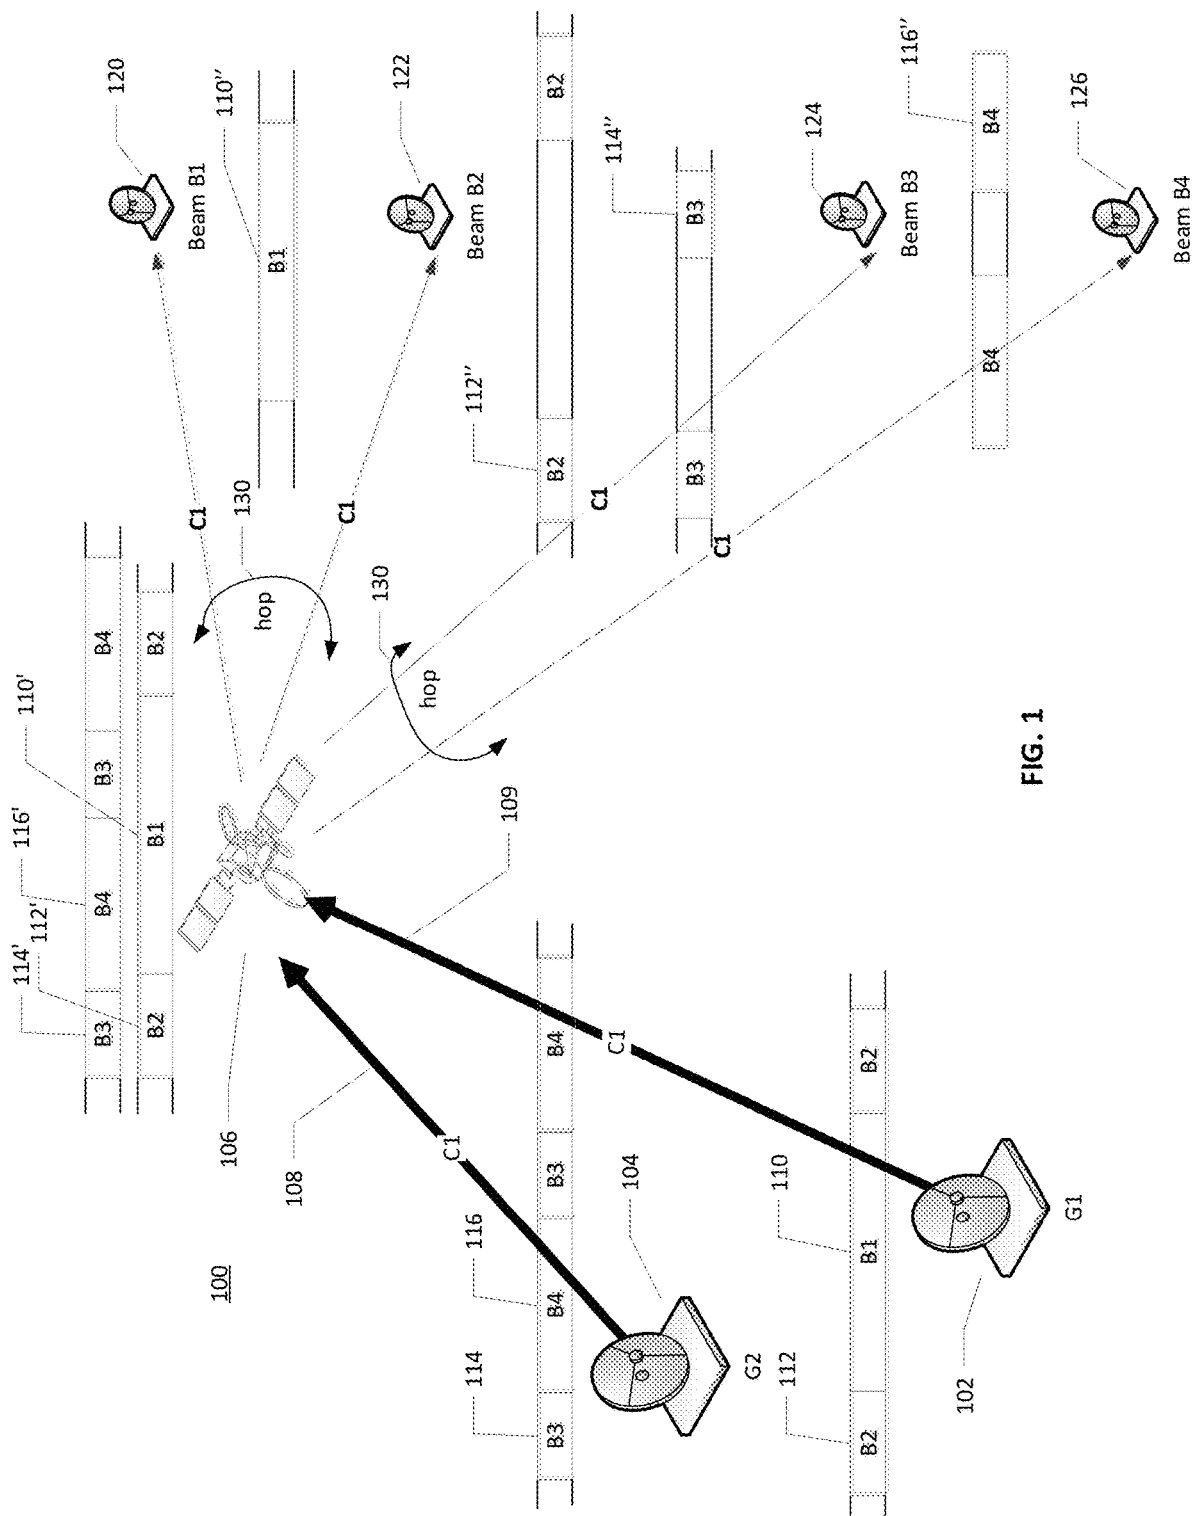 114'
116'
110'
112'
B3 B4 B3 B4
120
B2 B1 B2
C1
Beam B1
100
106
110''
130
hop
B1
108
C1
130
122
hop
C1
114
116
112''
Beam B2
109
B3 B4 B3 B4
B2 B2
C1
C1
114''
104
B3 B3
C1
G2
112
110
124
B2 B1 B2
Beam B3
116''
102
B4 B4
FIG. 1
G1
126
Beam B4